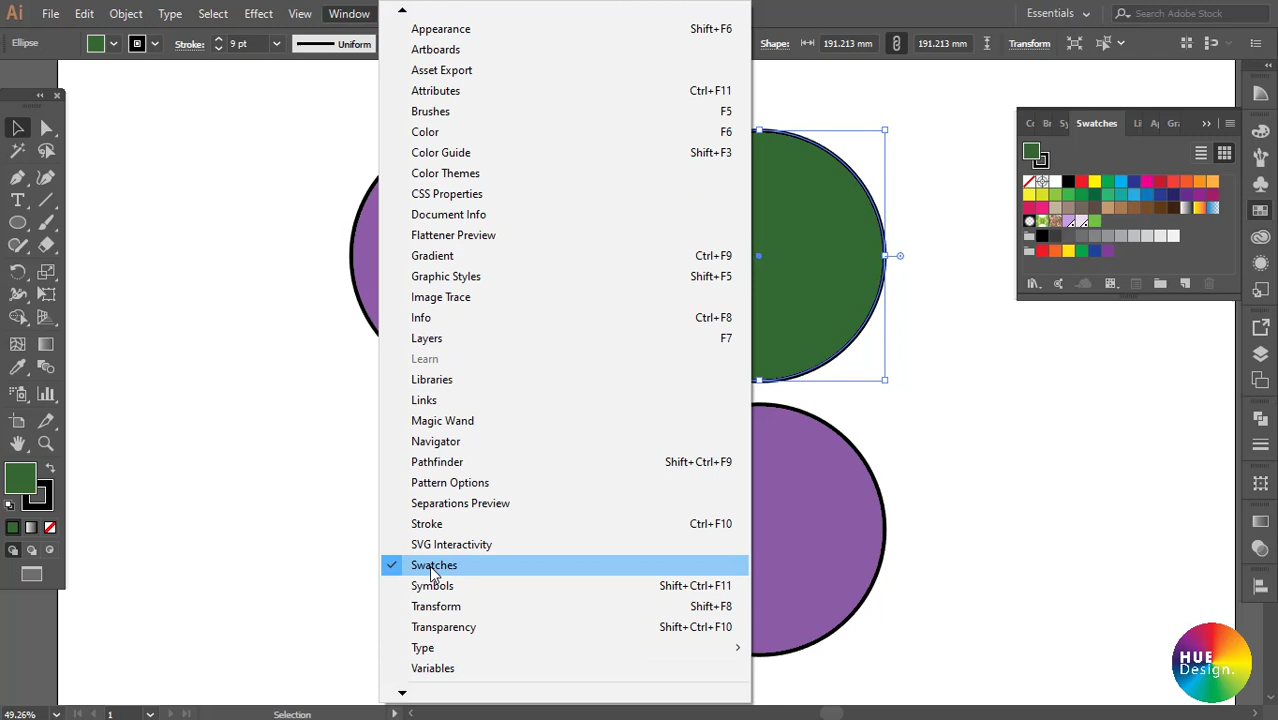 Ai File Edit Object Type Select Effect View Window Essentials Search Adobe Stock
Ellipse Stroke: 9 pt Uniform Shape: 191.213 mm 191.213 mm Transform
Appearance Shift+F6
Artboards
Asset Export
Attributes Ctrl+F11
Brushes F5
Color F6
Color Guide Shift+F3
Color Themes
CSS Properties
Document Info
Flattener Preview
Gradient Ctrl+F9
Graphic Styles Shift+F5
Image Trace
Info Ctrl+F8
Layers F7
Learn
Libraries
Links
Magic Wand
Navigator
Pathfinder Shift+Ctrl+F9
Pattern Options
Separations Preview
Stroke Ctrl+F10
SVG Interactivity
Swatches
Symbols Shift+Ctrl+F11
Transform Shift+F8
Transparency Shift+Ctrl+F10
Type
Variables
Swatches
HUE
Design.
49.26% 1 Selection